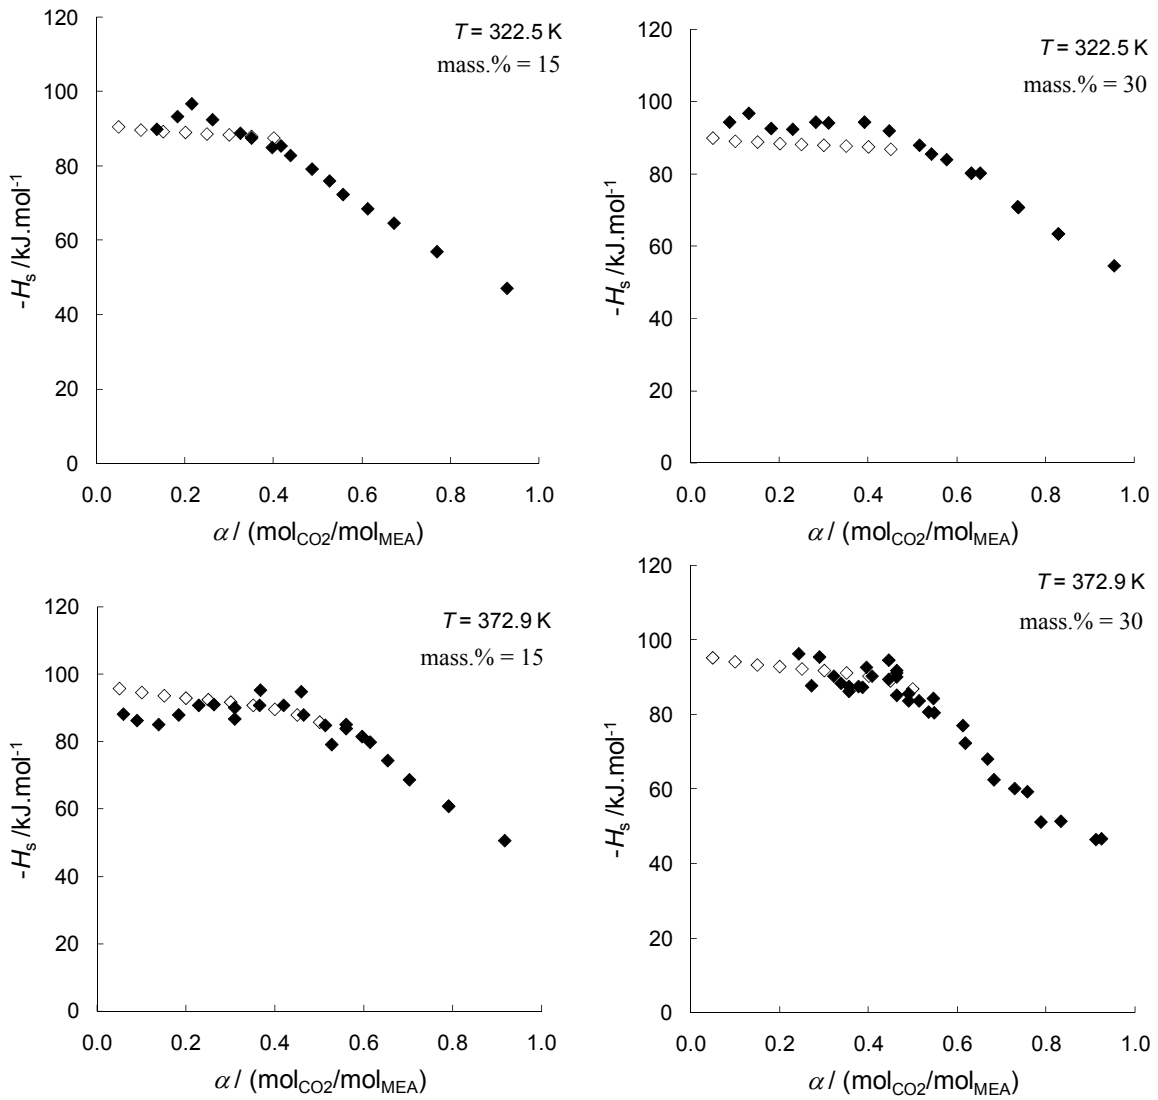 T = 322.5 K
mass.% = 15
120
100
80
60
40
20
0
-Hs /kJ.mol-1
0.0 0.2 0.4 0.6 0.8 1.0
α / (molCO2/molMEA)
T = 322.5 K
mass.% = 30
120
100
80
60
40
20
0
-Hs /kJ.mol-1
0.0 0.2 0.4 0.6 0.8 1.0
α / (molCO2/molMEA)
T = 372.9 K
mass.% = 15
120
100
80
60
40
20
0
-Hs /kJ.mol-1
0.0 0.2 0.4 0.6 0.8 1.0
α / (molCO2/molMEA)
T = 372.9 K
mass.% = 30
120
100
80
60
40
20
0
-Hs /kJ.mol-1
0.0 0.2 0.4 0.6 0.8 1.0
α / (molCO2/molMEA)